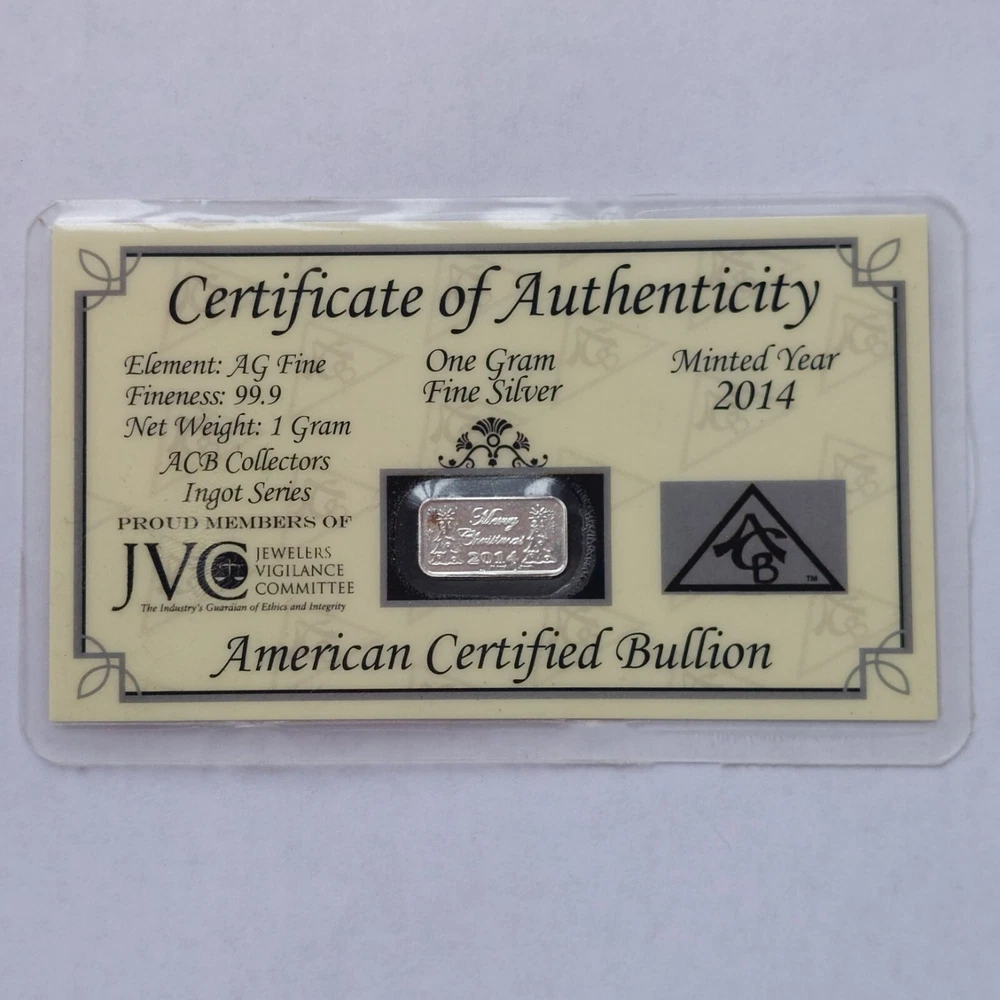 Certificate of Authenticity
Element: AG Fine
Fineness: 99.9
Net Weight: 1 Gram
ACB Collectors
Ingot Series
PROUD MEMBERS OF
JVC JEWELERS
VIGILANCE
COMMITTEE
The Industry's Guardian of Ethics and Integrity
One Gram
Fine Silver
Merry
Christmas
2014
Minted Year
2014
ACB
TM
American Certified Bullion